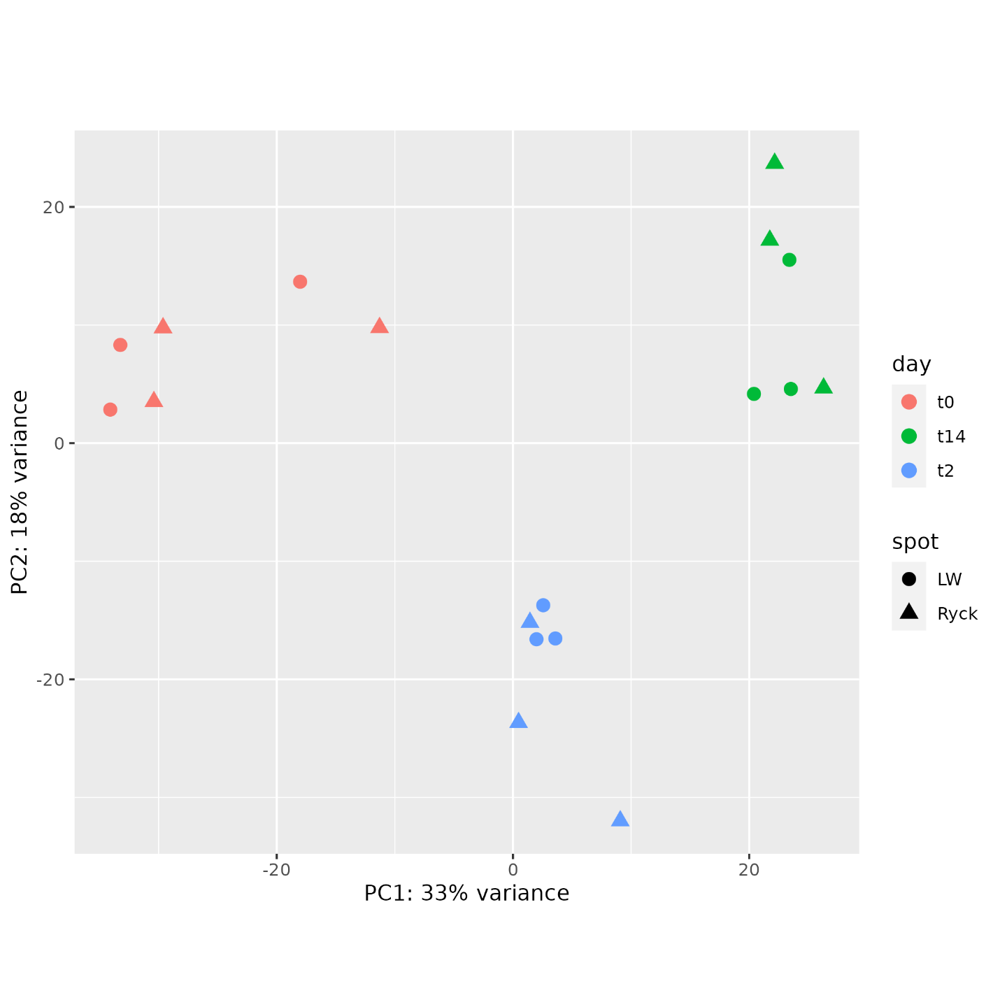 20
0
-20
PC2: 18% variance
-20
0
20
PC1: 33% variance
day
t0
t14
t2
spot
LW
Ryck